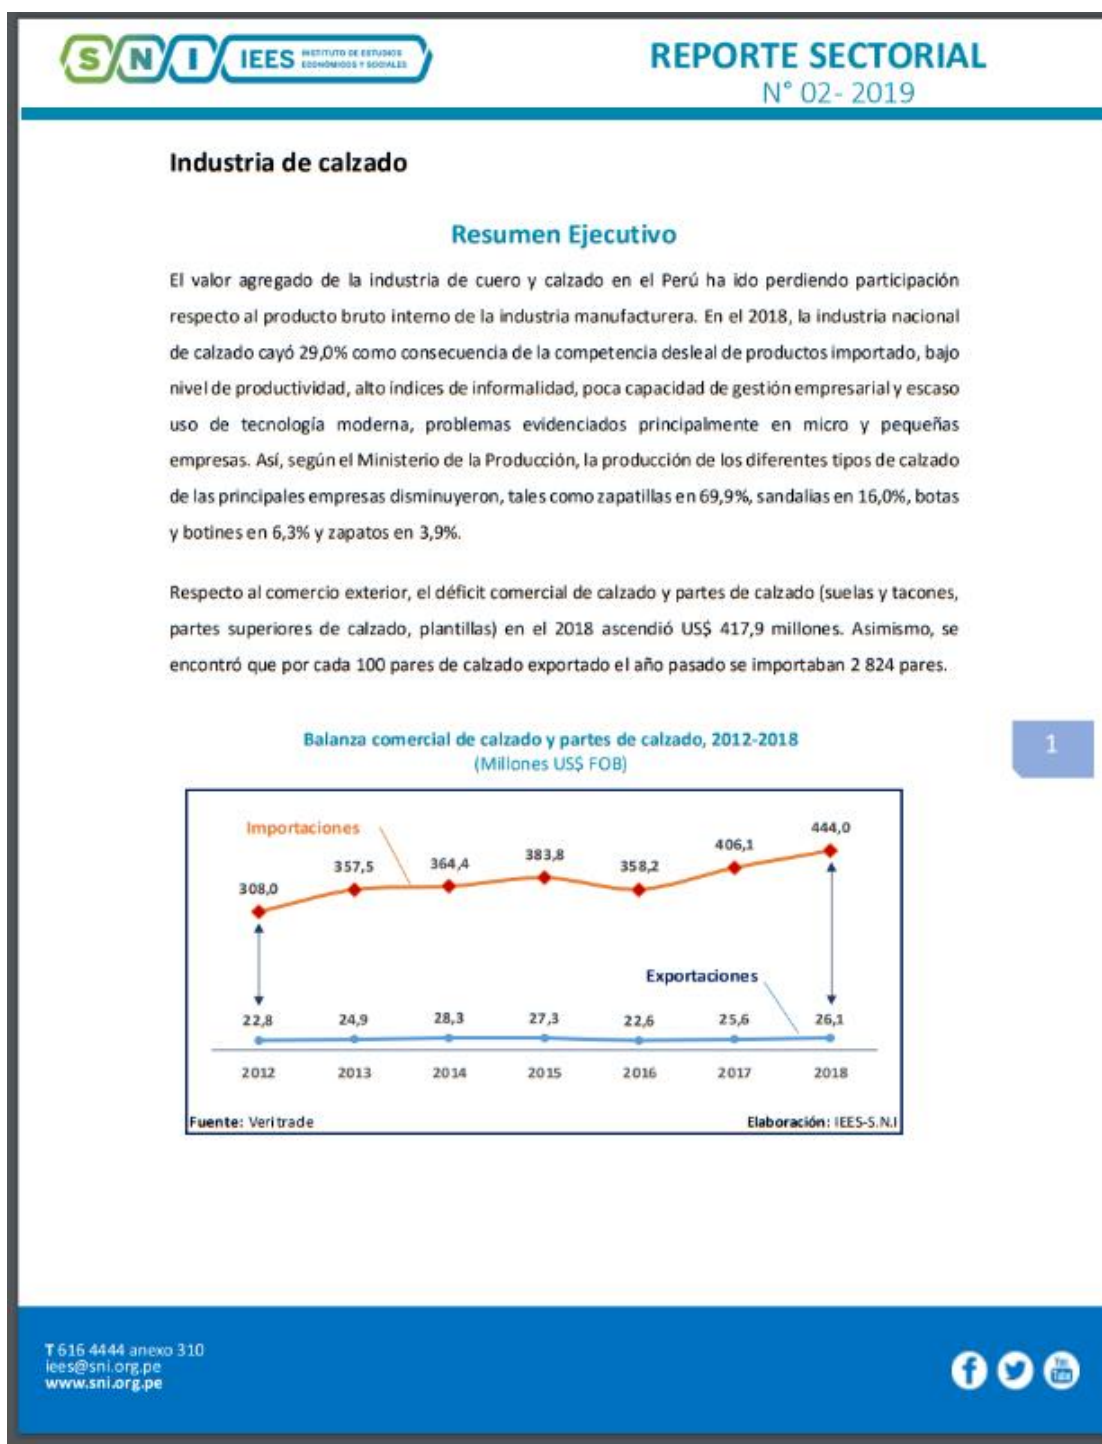 SNI IEES INSTITUTO DE ESTUDIOS
ECONÓMICOS Y SOCIALES
REPORTE SECTORIAL
N° 02- 2019
Industria de calzado
Resumen Ejecutivo
El valor agregado de la industria de cuero y calzado en el Perú ha ido perdiendo participación
respecto al producto bruto interno de la industria manufacturera. En el 2018, la industria nacional
de calzado cayó 29,0% como consecuencia de la competencia desleal de productos importado, bajo
nivel de productividad, alto índices de informalidad, poca capacidad de gestión empresarial y escaso
uso de tecnología moderna, problemas evidenciados principalmente en micro y pequeñas
empresas. Así, según el Ministerio de la Producción, la producción de los diferentes tipos de calzado
de las principales empresas disminuyeron, tales como zapatillas en 69,9%, sandalias en 16,0%, botas
y botines en 6,3% y zapatos en 3,9%.
Respecto al comercio exterior, el déficit comercial de calzado y partes de calzado (suelas y tacones,
partes superiores de calzado, plantillas) en el 2018 ascendió US$ 417,9 millones. Asimismo, se
encontró que por cada 100 pares de calzado exportado el año pasado se importaban 2 824 pares.
1
Balanza comercial de calzado y partes de calzado, 2012-2018
(Millones US$ FOB)
Importaciones
308,0 357,5 364,4 383,8 358,2 406,1 444,0
Exportaciones
22,8 24,9 28,3 27,3 22,6 25,6 26,1
2012 2013 2014 2015 2016 2017 2018
Fuente: Veritrade Elaboración: IEES-S.N.I
T 616 4444 anexo 310
iees@sni.org.pe
www.sni.org.pe
You Tube